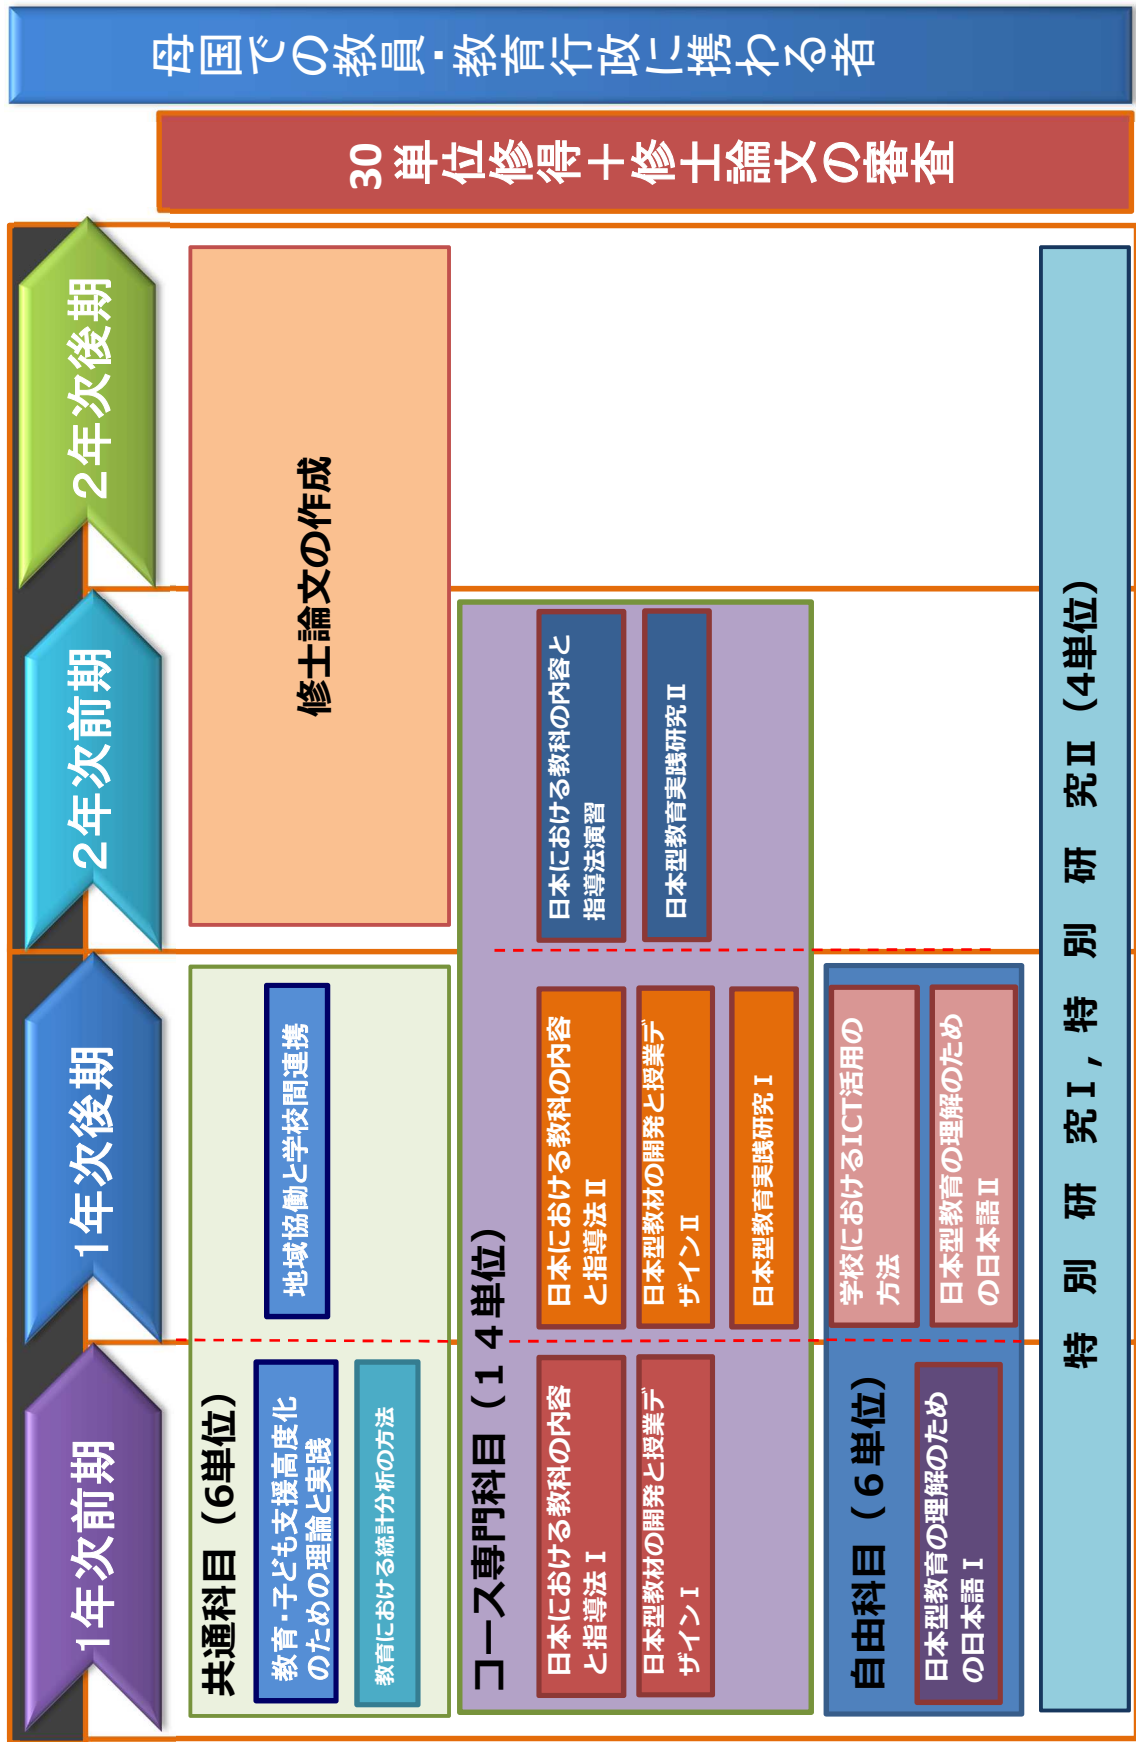 1年次前期
1年次後期
2年次前期
2年次後期
共通科目（6単位）
教育・子ども支援高度化
のための理論と実践
教育における統計分析の方法
地域協働と学校間連携
修士論文の作成
コース専門科目（１４単位）
日本における教科の内容
と指導法Ⅰ
日本型教材の開発と授業デ
ザインⅠ
日本における教科の内容
と指導法Ⅱ
日本型教材の開発と授業デ
ザインⅡ
日本型教育実践研究Ⅰ
日本における教科の内容と
指導法演習
日本型教育実践研究Ⅱ
自由科目（６単位）
日本型教育の理解のため
の日本語Ⅰ
学校におけるICT活用の
方法
日本型教育の理解のため
の日本語Ⅱ
特別研究Ⅰ,特別研究Ⅱ（4単位）
30単位修得＋修士論文の審査
母国での教員・教育行政に携わる者